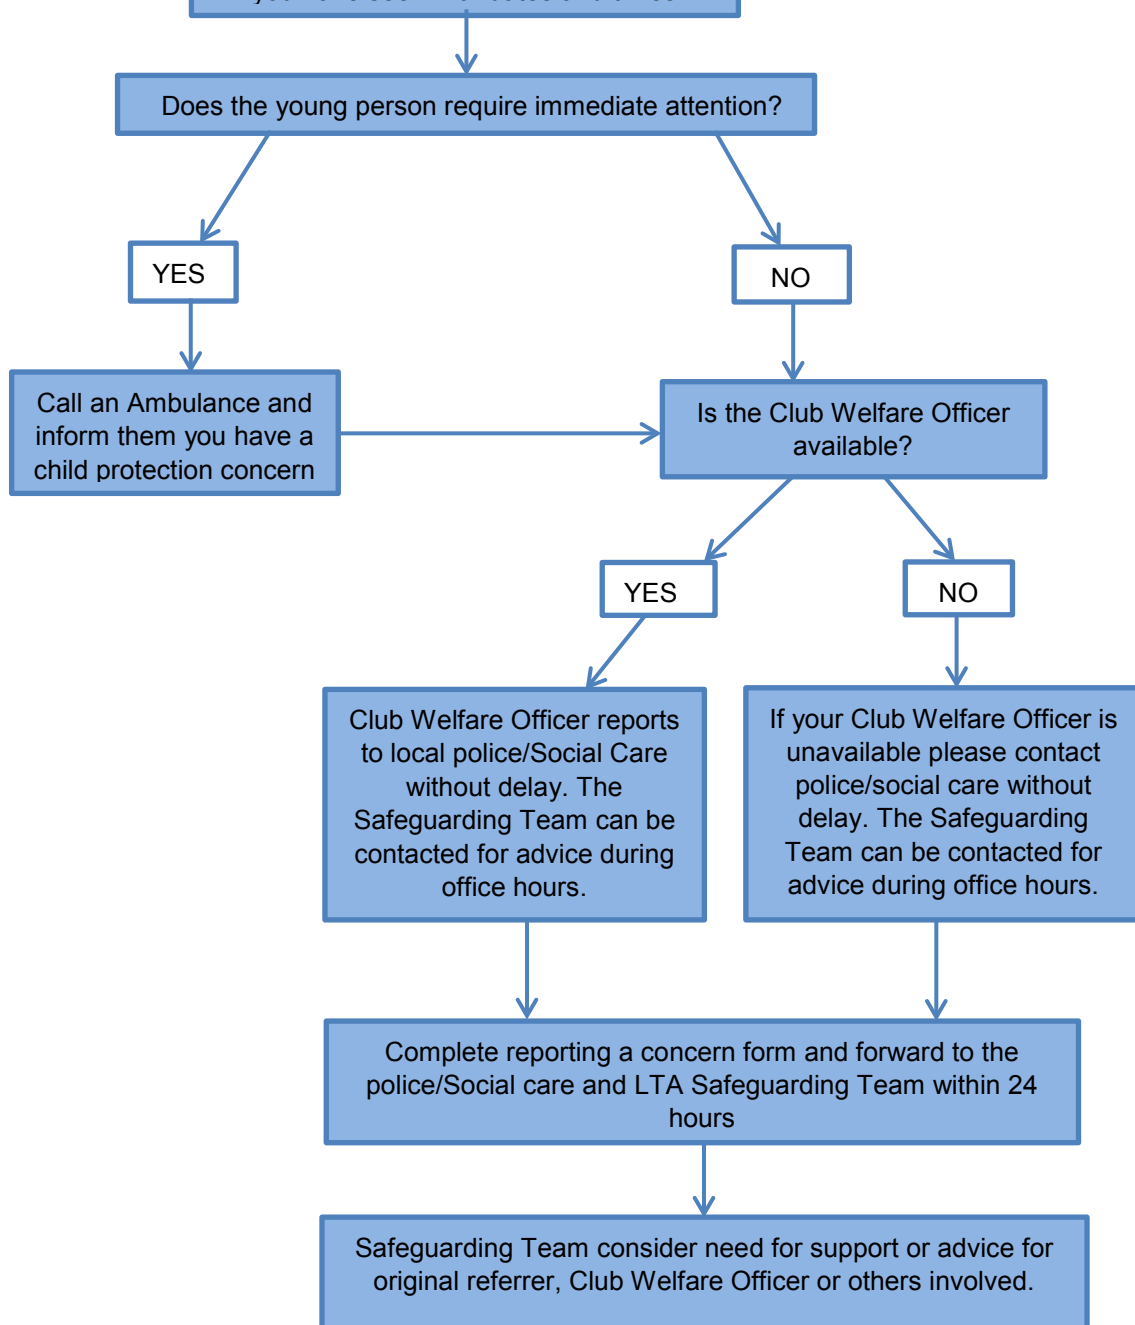 Does the young person require immediate attention?
YES
NO
Call an Ambulance and
inform them you have a
child protection concern
Is the Club Welfare Officer
available?
YES
NO
Club Welfare Officer reports
to local police/Social Care
without delay. The
Safeguarding Team can be
contacted for advice during
office hours.
If your Club Welfare Officer is
unavailable please contact
police/social care without
delay. The Safeguarding
Team can be contacted for
advice during office hours.
Complete reporting a concern form and forward to the
police/Social care and LTA Safeguarding Team within 24
hours
Safeguarding Team consider need for support or advice for
original referrer, Club Welfare Officer or others involved.